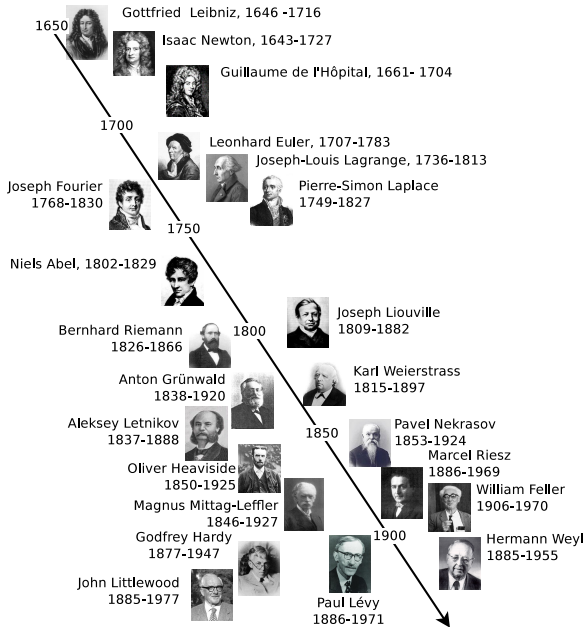 Gottfried Leibniz, 1646 -1716
1650
Isaac Newton, 1643-1727
Guillaume de l'Hôpital, 1661- 1704
1700
Leonhard Euler, 1707-1783
Joseph-Louis Lagrange, 1736-1813
Joseph Fourier
1768-1830
Pierre-Simon Laplace
1749-1827
1750
Niels Abel, 1802-1829
Joseph Liouville
1809-1882
Bernhard Riemann
1826-1866
1800
Karl Weierstrass
1815-1897
Anton Grünwald
1838-1920
Aleksey Letnikov
1837-1888
1850
Pavel Nekrasov
1853-1924
Marcel Riesz
1886-1969
Oliver Heaviside
1850-1925
William Feller
1906-1970
Magnus Mittag-Leffler
1846-1927
1900
Godfrey Hardy
1877-1947
Hermann Weyl
1885-1955
John Littlewood
1885-1977
Paul Lévy
1886-1971